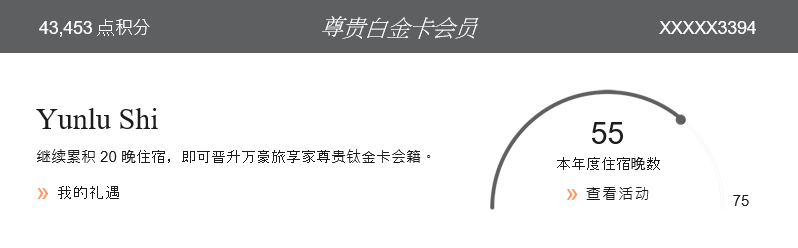 43,453 点积分
尊贵白金卡会员
XXXXX3394
Yunlu Shi
继续累积 20 晚住宿，即可晋升万豪旅享家尊贵钛金卡会籍。
» 我的礼遇
55
本年度住宿晚数
» 查看活动
75